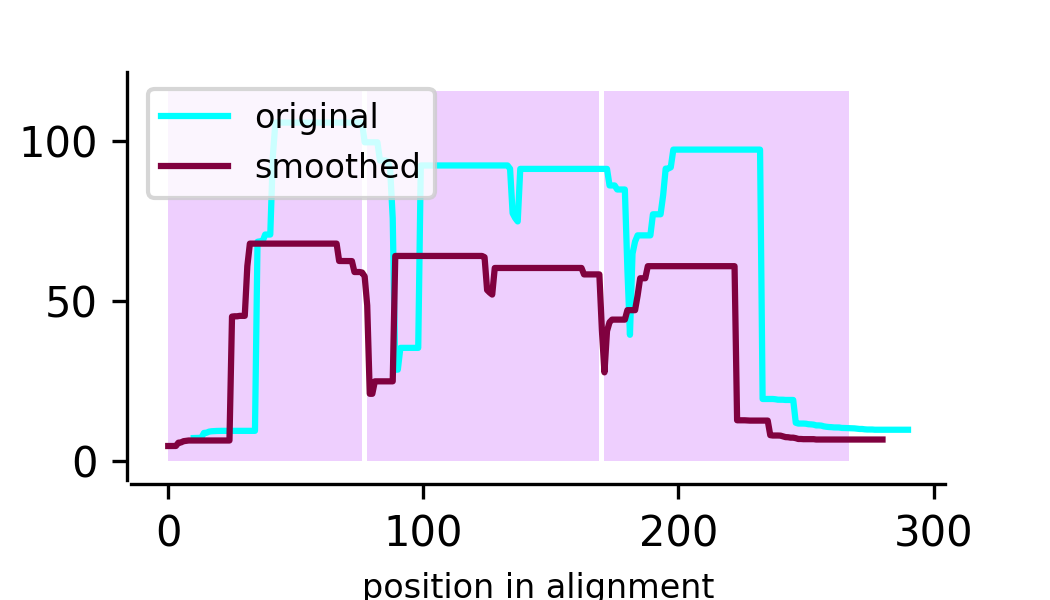 original
smoothed
100
50
0
0 100 200 300
position in alignment